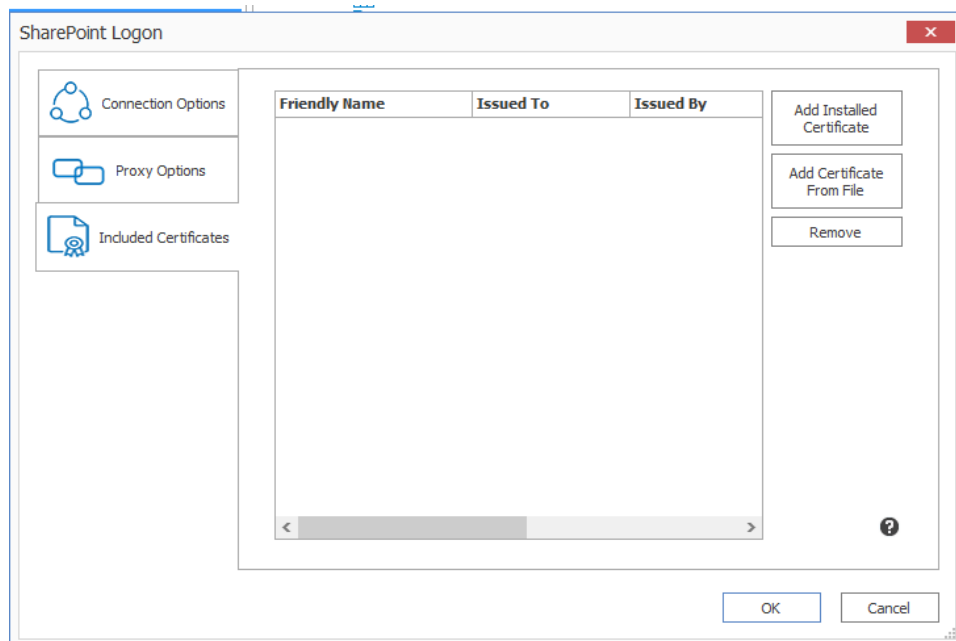 SharePoint Logon
Connection Options
Proxy Options
Included Certificates
Friendly Name Issued To Issued By
Add Installed
Certificate
Add Certificate
From File
Remove
?
OK Cancel